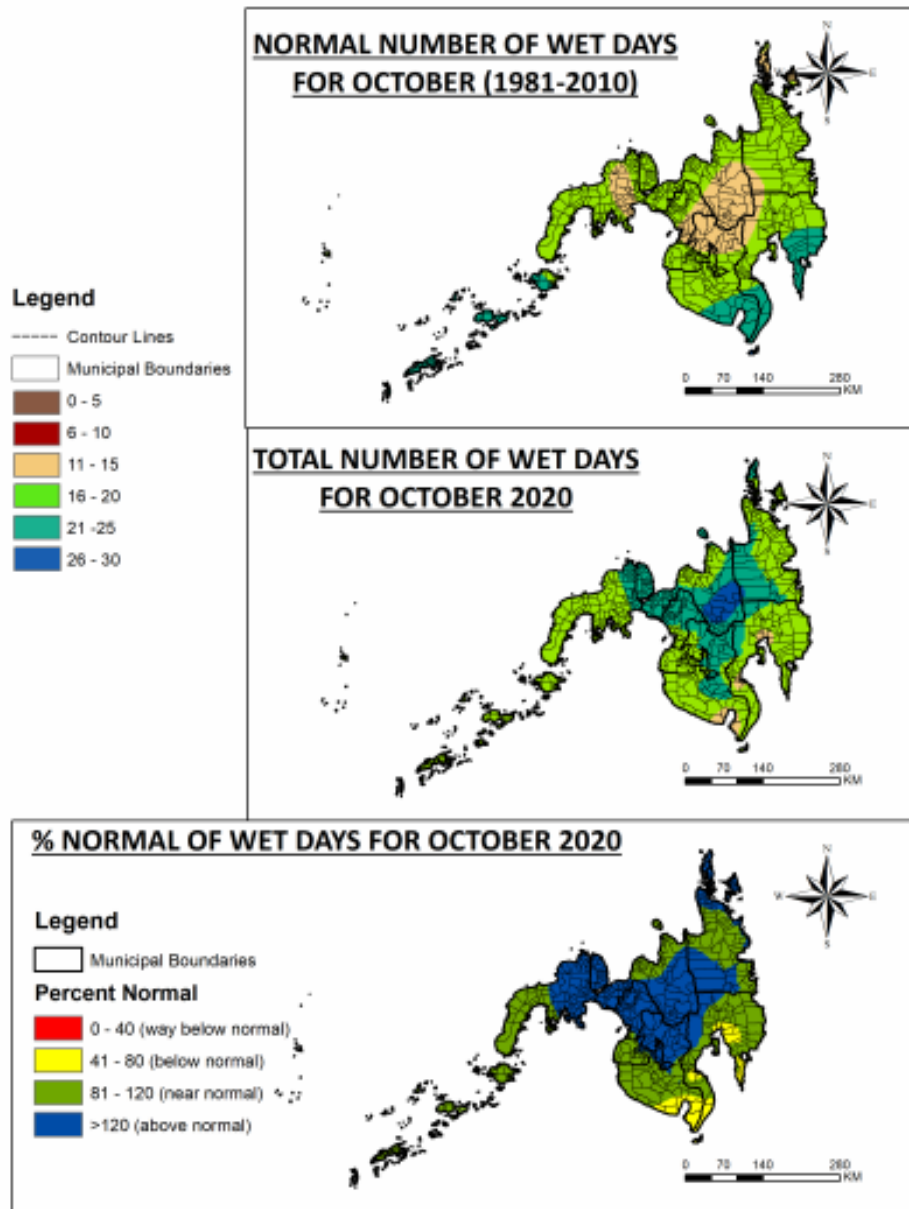 NORMAL NUMBER OF WET DAYS
FOR OCTOBER (1981-2010)
N
W
E
S
0 70 140 280
KM
Legend
Contour Lines
Municipal Boundaries
0 - 5
6 - 10
11 - 15
16 - 20
21 -25
26 - 30
TOTAL NUMBER OF WET DAYS
FOR OCTOBER 2020
N
E
S
0 70 140 280
KM
% NORMAL OF WET DAYS FOR OCTOBER 2020
N
W
E
S
Legend
Municipal Boundaries
Percent Normal
0 - 40 (way below normal)
41 - 80 (below normal)
81 - 120 (near normal)
>120 (above normal)
0 70 140 280
KM